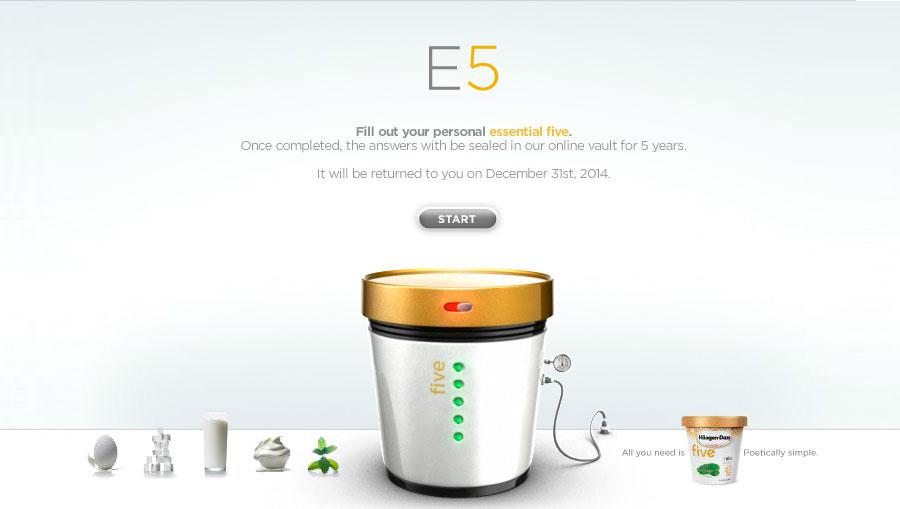 E5
Fill out your personal essential five.
Once completed, the answers with be sealed in our online vault for 5 years.
It will be returned to you on December 31st, 2014.
START
five
All you need is
Häagen-Dazs
five
Poetically simple.